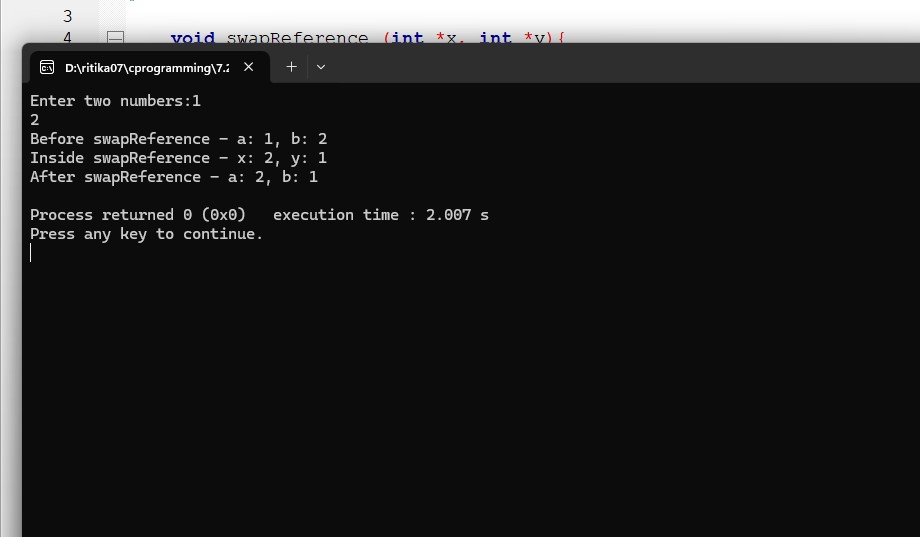 3
4 void swapReference (int *x, int *y){
D:\ritika07\cprogramming\7.2
Enter two numbers:1
2
Before swapReference – a: 1, b: 2
Inside swapReference – x: 2, y: 1
After swapReference – a: 2, b: 1
Process returned 0 (0x0)   execution time : 2.007 s
Press any key to continue.